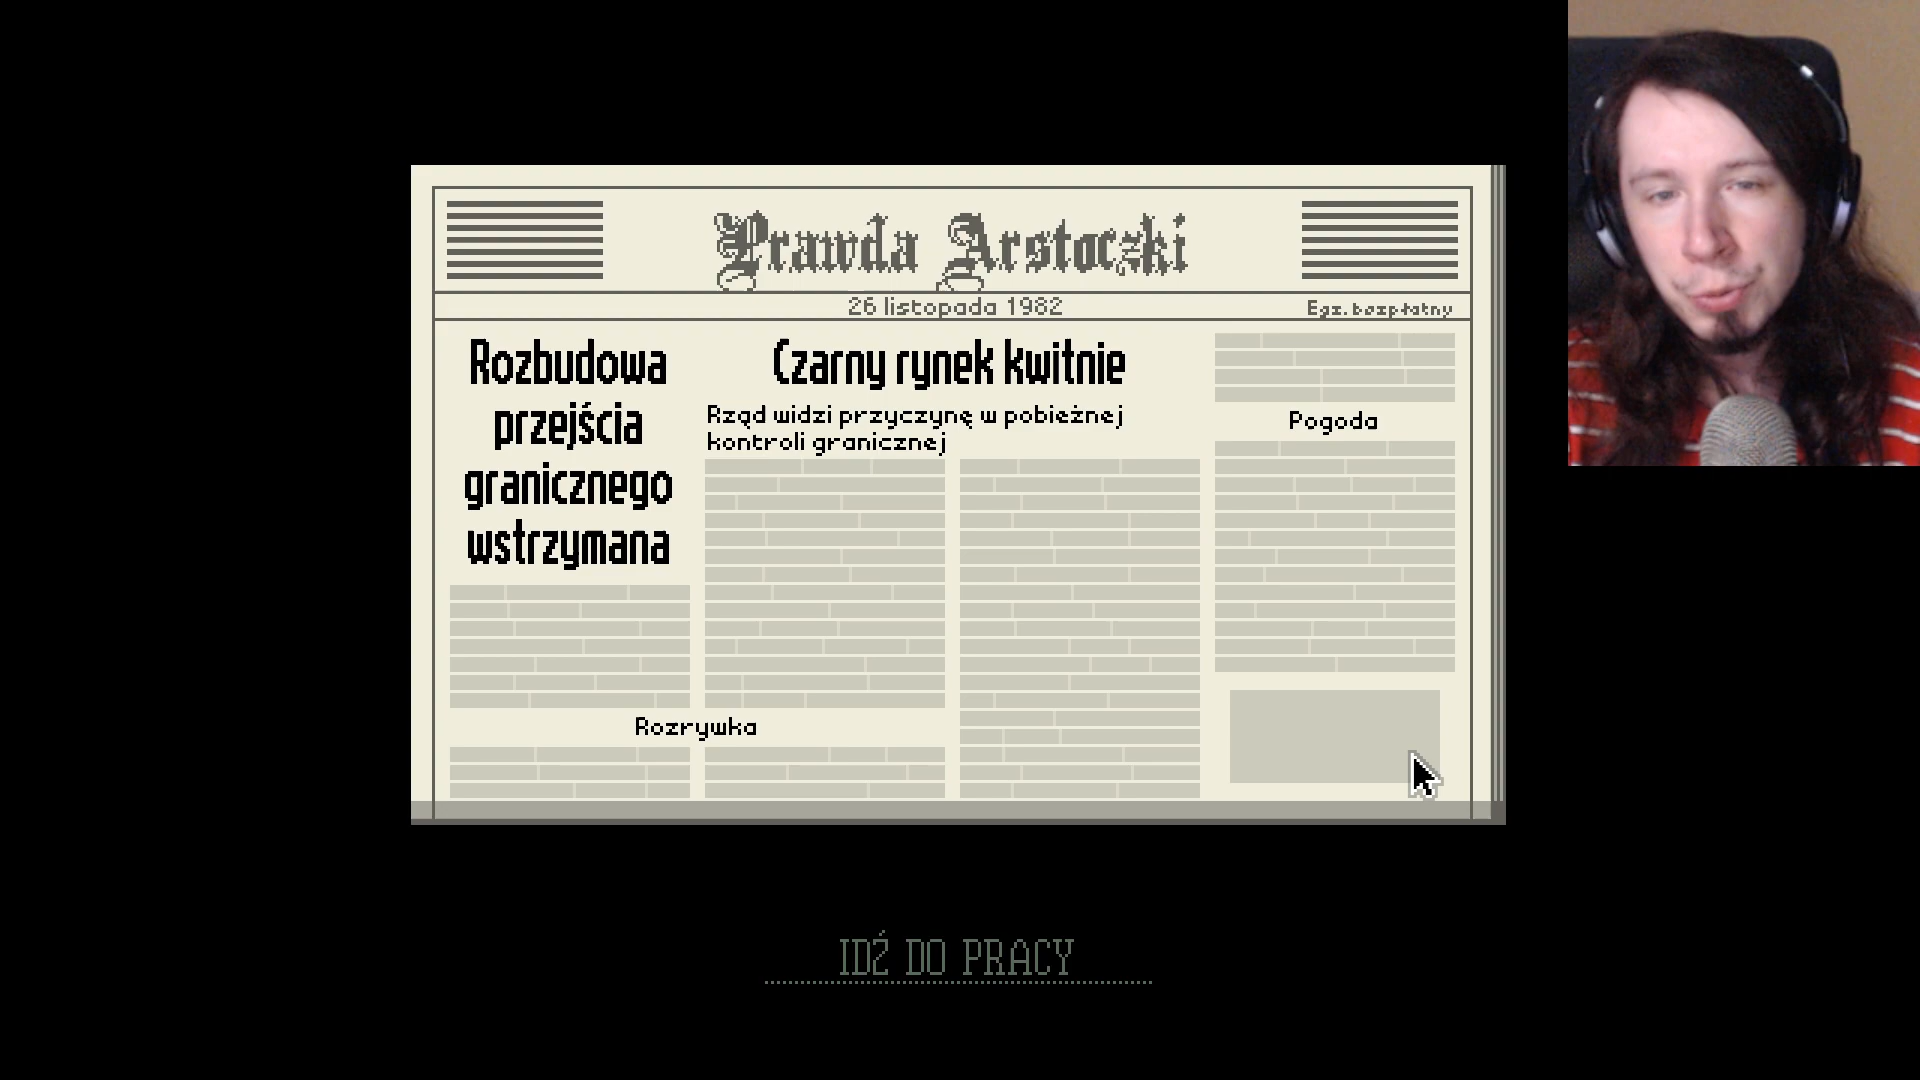 Prawda Arstoczki
26 listopada 1982
Egz. bezpłatny
Rozbudowa
przejścia
granicznego
wstrzymana
Czarny rynek kwitnie
Rząd widzi przyczynę w pobieżnej
kontroli granicznej
Pogoda
Rozrywka
IDŹ DO PRACY